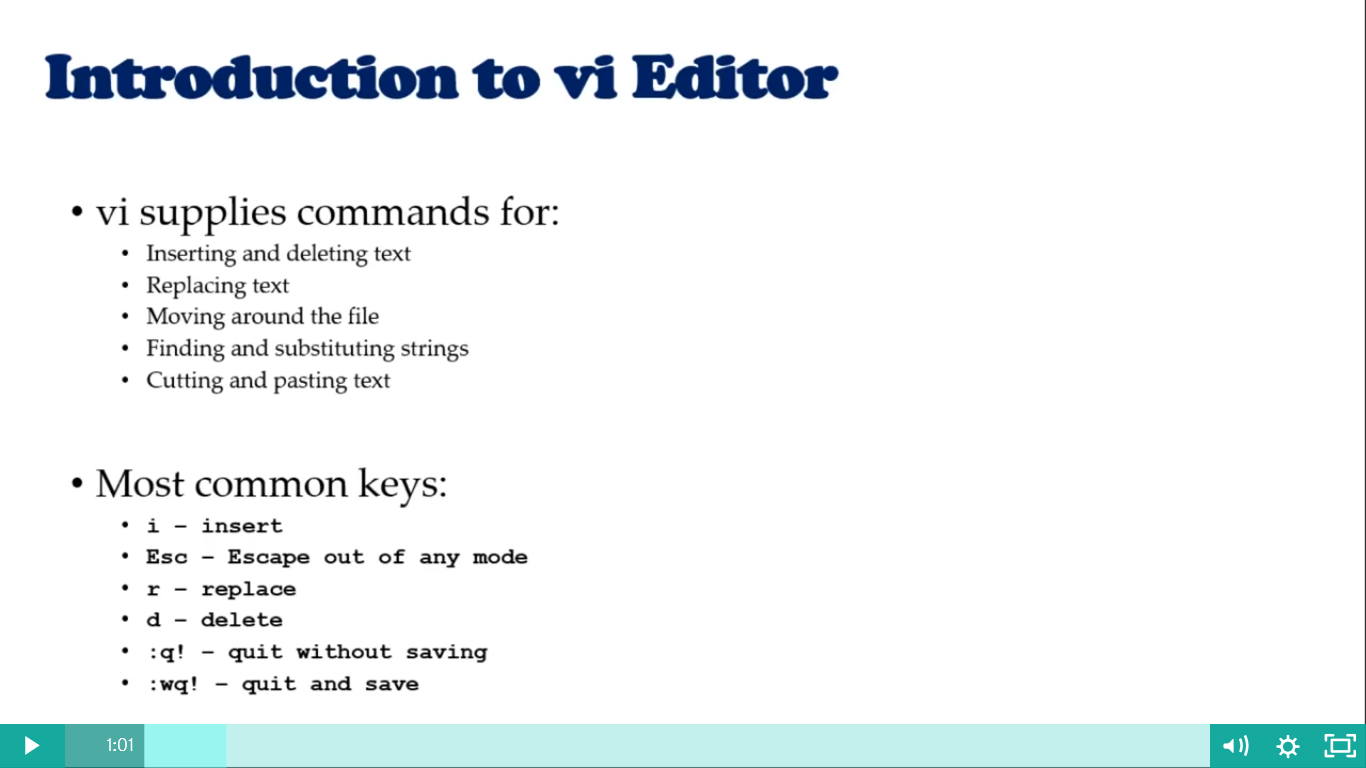 Introduction to vi Editor
• vi supplies commands for:
• Inserting and deleting text
• Replacing text
• Moving around the file
• Finding and substituting strings
• Cutting and pasting text
• Most common keys:
• i – insert
• Esc – Escape out of any mode
• r – replace
• d – delete
• :q! – quit without saving
• :wq! – quit and save
1:01